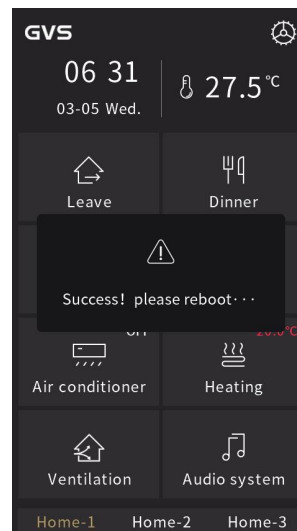 GVS
06 31
03-05 Wed.
27.5°C
Leave
Dinner
Success! please reboot···
Air conditioner
Heating
Ventilation
Audio system
Home-1
Home-2
Home-3